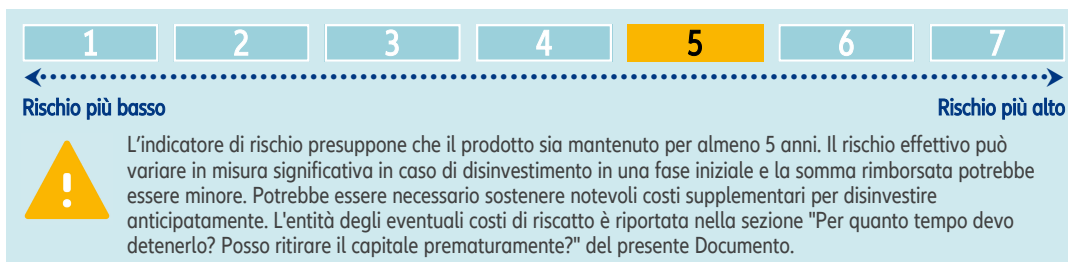 1 2 3 4 5 6 7
Rischio più basso Rischio più alto
L'indicatore di rischio presuppone che il prodotto sia mantenuto per almeno 5 anni. Il rischio effettivo può
variare in misura significativa in caso di disinvestimento in una fase iniziale e la somma rimborsata potrebbe
essere minore. Potrebbe essere necessario sostenere notevoli costi supplementari per disinvestire
anticipatamente. L'entità degli eventuali costi di riscatto è riportata nella sezione "Per quanto tempo devo
detenerlo? Posso ritirare il capitale prematuramente?" del presente Documento.